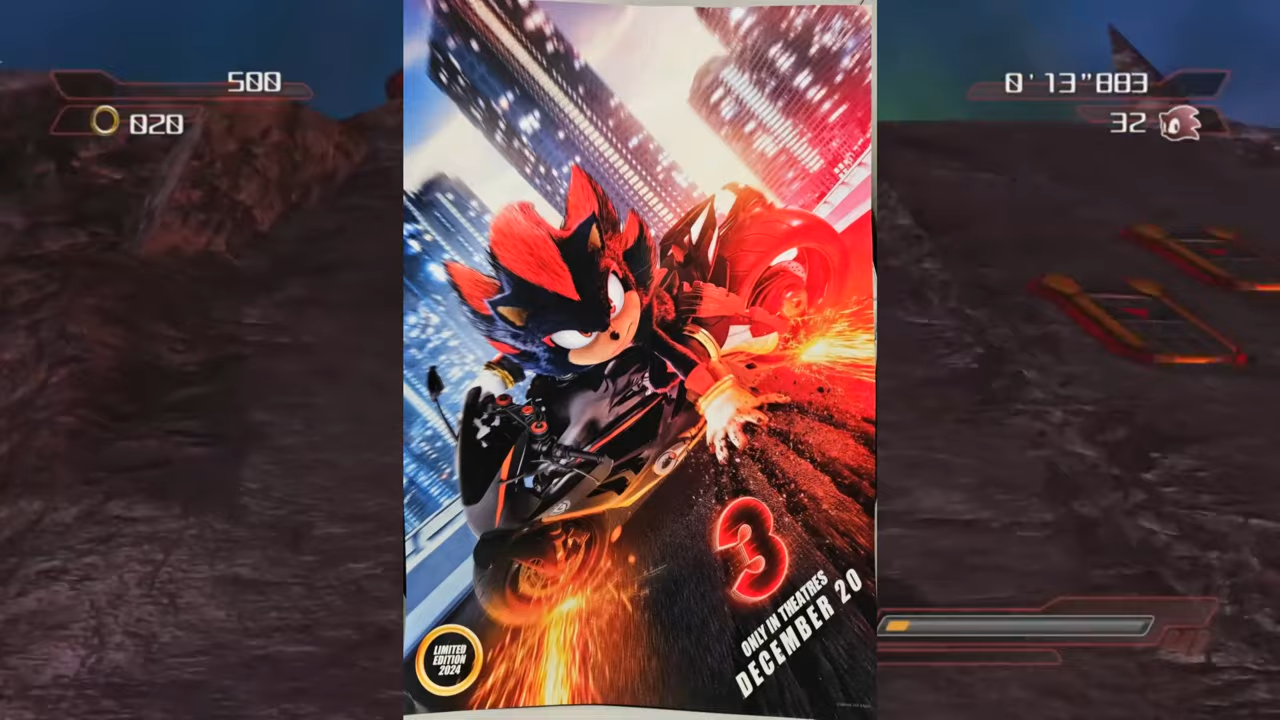 500
020
0'13"883
32
3
ONLY IN THEATRES
DECEMBER 20
LIMITED
EDITION
2024